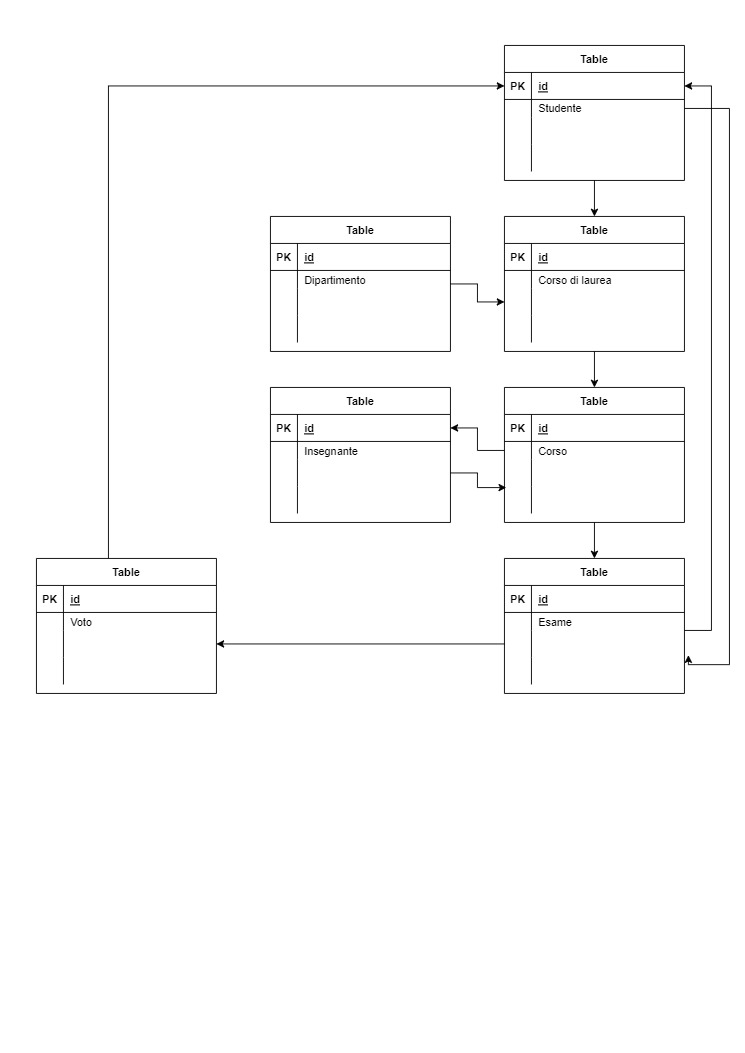 Table
PK id
Studente
Table
PK id
Dipartimento
Table
PK id
Corso di laurea
Table
PK id
Insegnante
Table
PK id
Corso
Table
PK id
Voto
Table
PK id
Esame